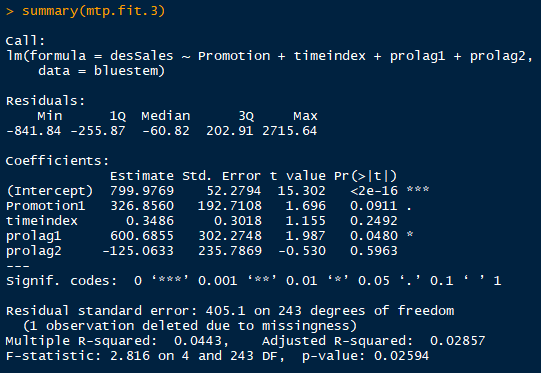 > summary(mtp.fit.3)
Call:
lm(formula = desSales ~ Promotion + timeindex + prolag1 + prolag2,
    data = bluestem)
Residuals:
    Min      1Q  Median      3Q     Max
-841.84 -255.87  -60.82  202.91 2715.64
Coefficients:
             Estimate Std. Error t value Pr(>|t|)
(Intercept)  799.9769    52.2794  15.302   <2e-16 ***
Promotion1   326.8560   192.7108   1.696   0.0911 .
timeindex      0.3486     0.3018   1.155   0.2492
prolag1      600.6855   302.2748   1.987   0.0480 *
prolag2     -125.0633   235.7869  -0.530   0.5963
---
Signif. codes:  0 ‘***’ 0.001 ‘**’ 0.01 ‘*’ 0.05 ‘.’ 0.1 ‘ ’ 1
Residual standard error: 405.1 on 243 degrees of freedom
  (1 observation deleted due to missingness)
Multiple R-squared:  0.0443,    Adjusted R-squared:  0.02857
F-statistic: 2.816 on 4 and 243 DF,  p-value: 0.02594